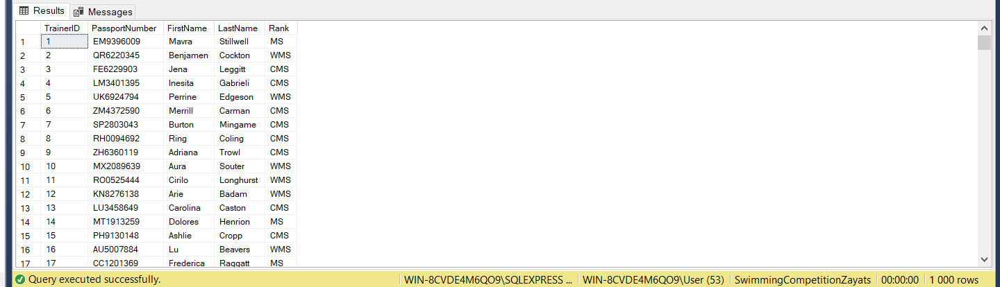 Results Messages
TrainerID PassportNumber FirstName LastName Rank
1 1 EM9396009 Mavra Stillwell MS
2 2 QR6220345 Benjamen Cockton WMS
3 3 FE6229903 Jena Leggitt CMS
4 4 LM3401395 Inesita Gabrieli CMS
5 5 UK6924794 Perrine Edgeson WMS
6 6 ZM4372590 Merrill Carman CMS
7 7 SP2803043 Burton Mingame CMS
8 8 RH0094692 Ring Coling CMS
9 9 ZH6360119 Adriana Trowl CMS
10 10 MX2089639 Aura Souter WMS
11 11 RO0525444 Cirilo Longhurst WMS
12 12 KN8276138 Arie Badam WMS
13 13 LU3458649 Carolina Caston CMS
14 14 MT1913259 Dolores Henrion MS
15 15 PH9130148 Ashlie Cropp CMS
16 16 AU5007884 Lu Beavers WMS
17 17 CC1201369 Frederica Raggatt MS
Query executed successfully. WIN-8CVDE4M6QO9\SQLEXPRESS ... WIN-8CVDE4M6QO9\User (53) SwimmingCompetitionZayats 00:00:00 1 000 rows